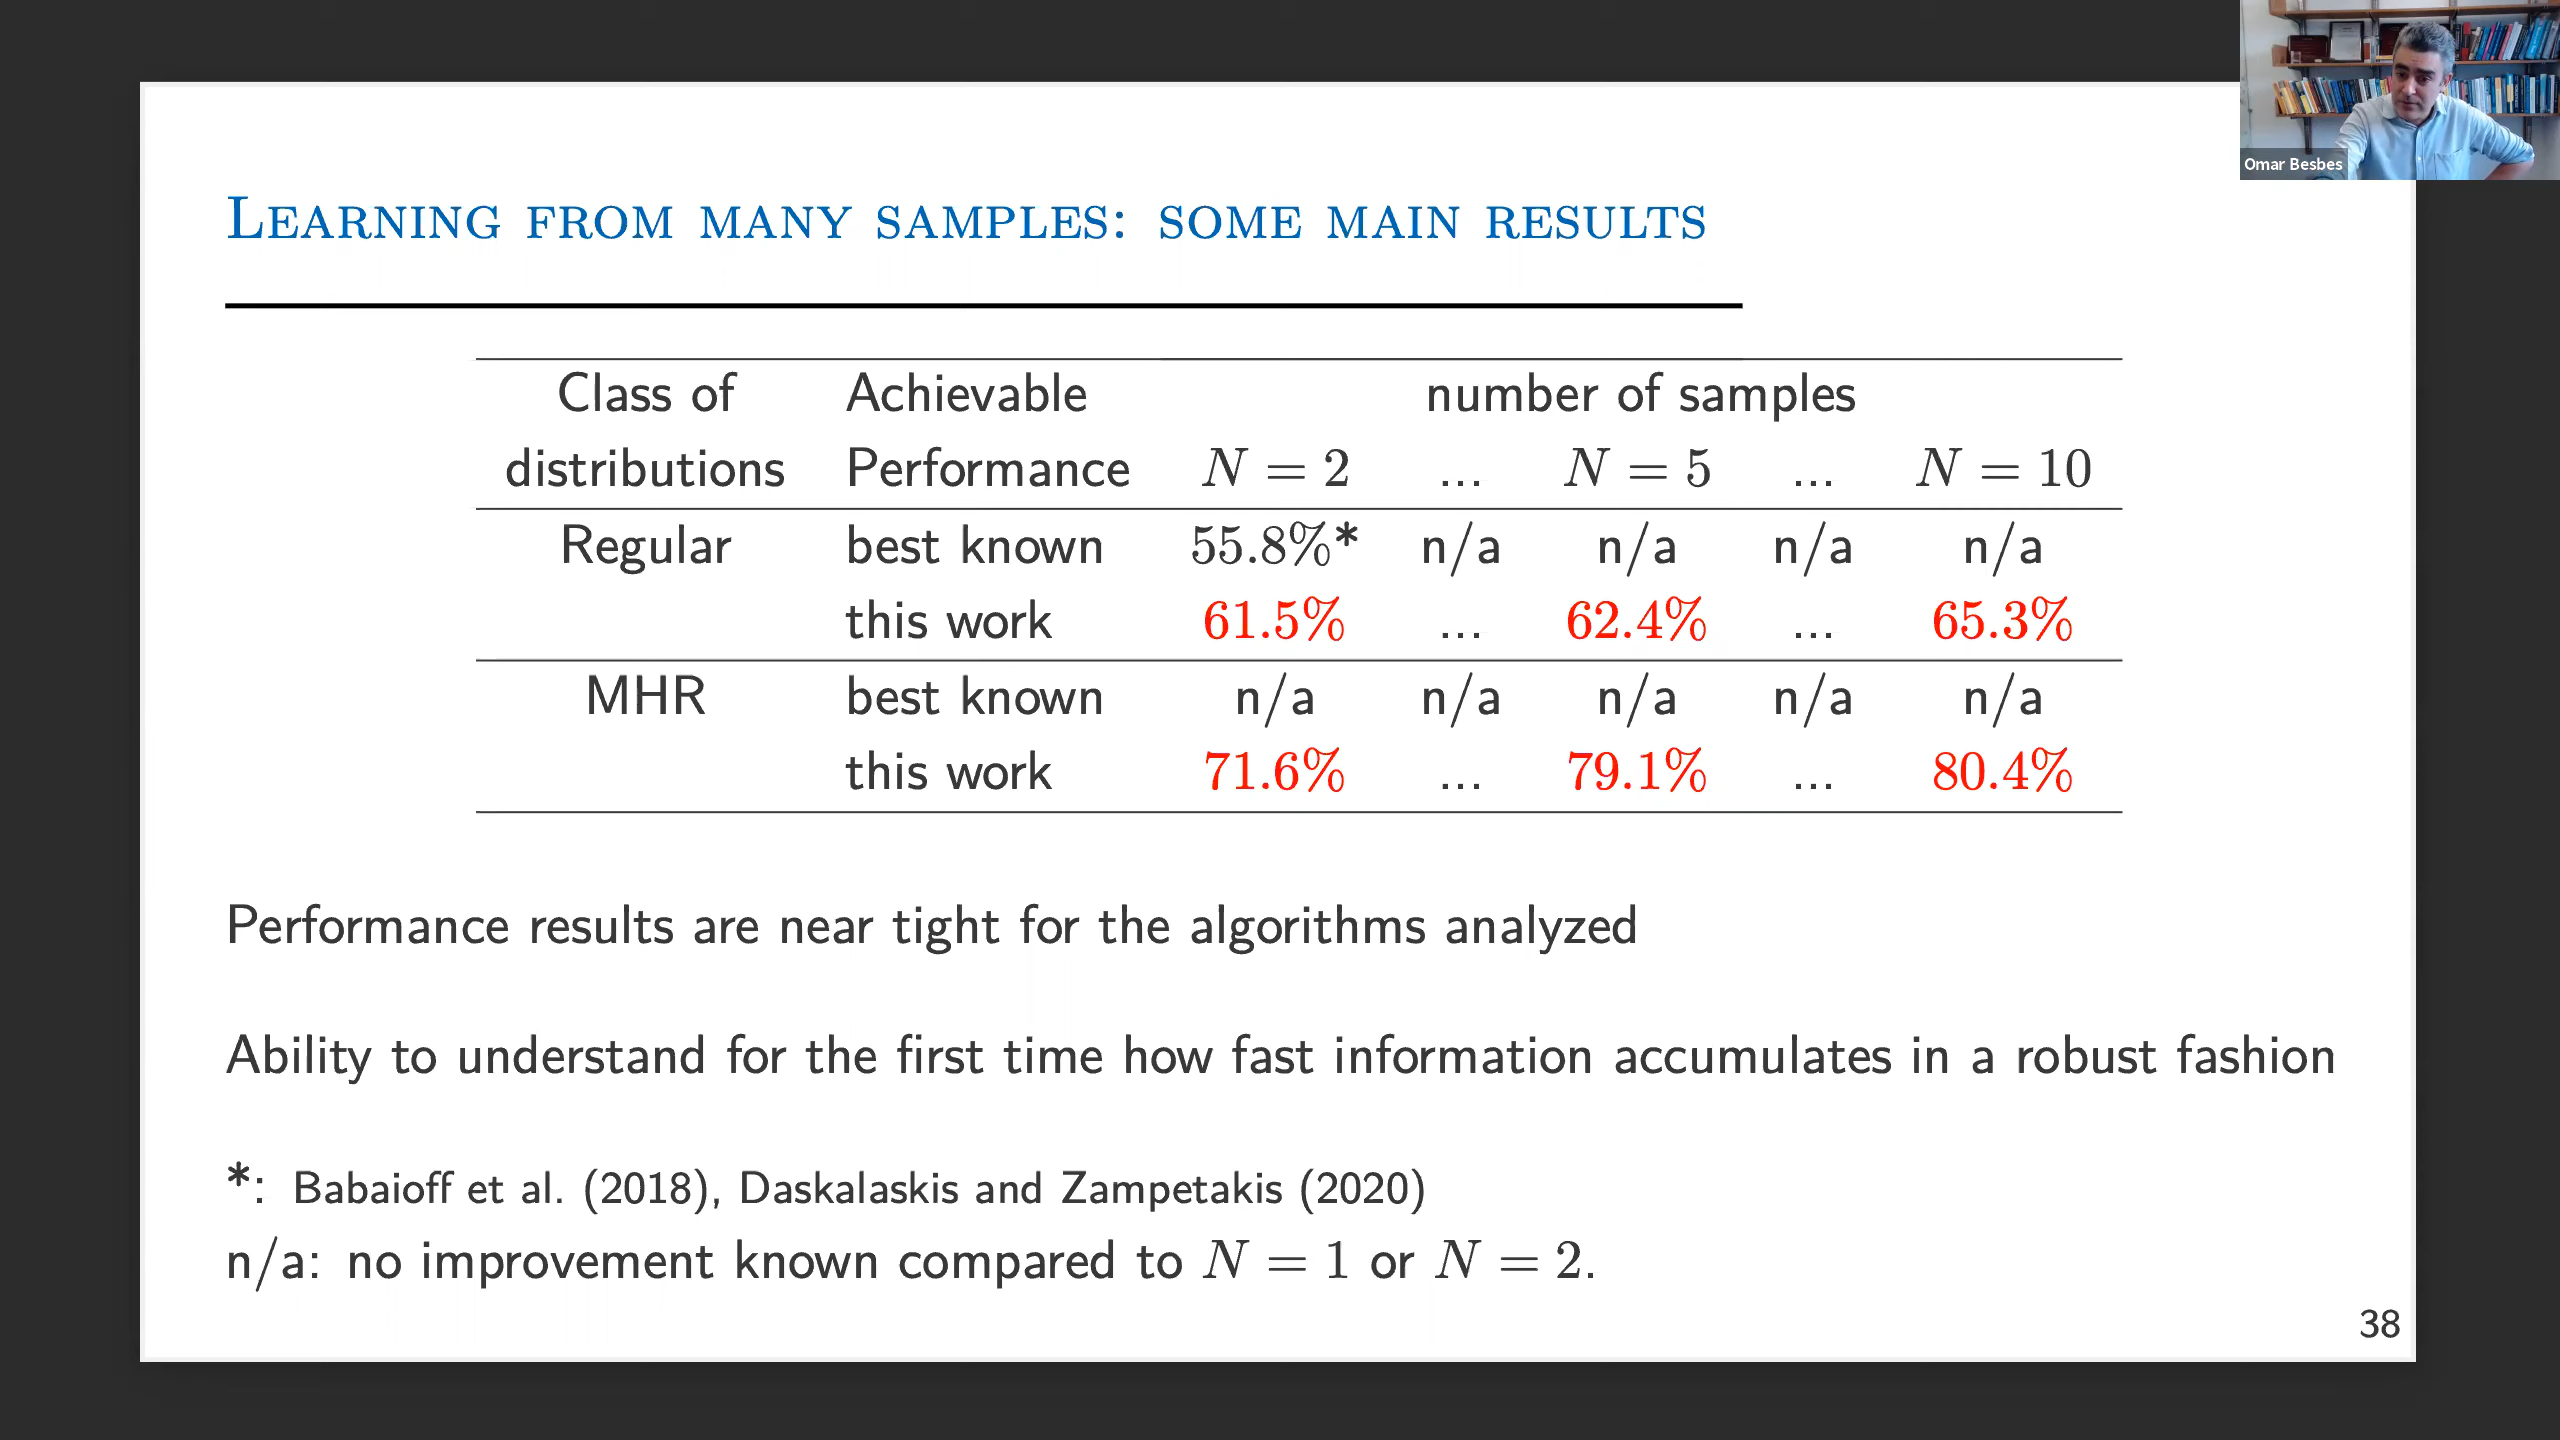 Omar Besbes
LEARNING FROM MANY SAMPLES: SOME MAIN RESULTS
Class of Achievable number of samples
distributions Performance N = 2 ... N = 5 ... N = 10
Regular best known 55.8%* n/a n/a n/a n/a
this work 61.5% ... 62.4% ... 65.3%
MHR best known n/a n/a n/a n/a n/a
this work 71.6% ... 79.1% ... 80.4%
Performance results are near tight for the algorithms analyzed
Ability to understand for the first time how fast information accumulates in a robust fashion
*: Babaioff et al. (2018), Daskalaskis and Zampetakis (2020)
n/a: no improvement known compared to N = 1 or N = 2.
38